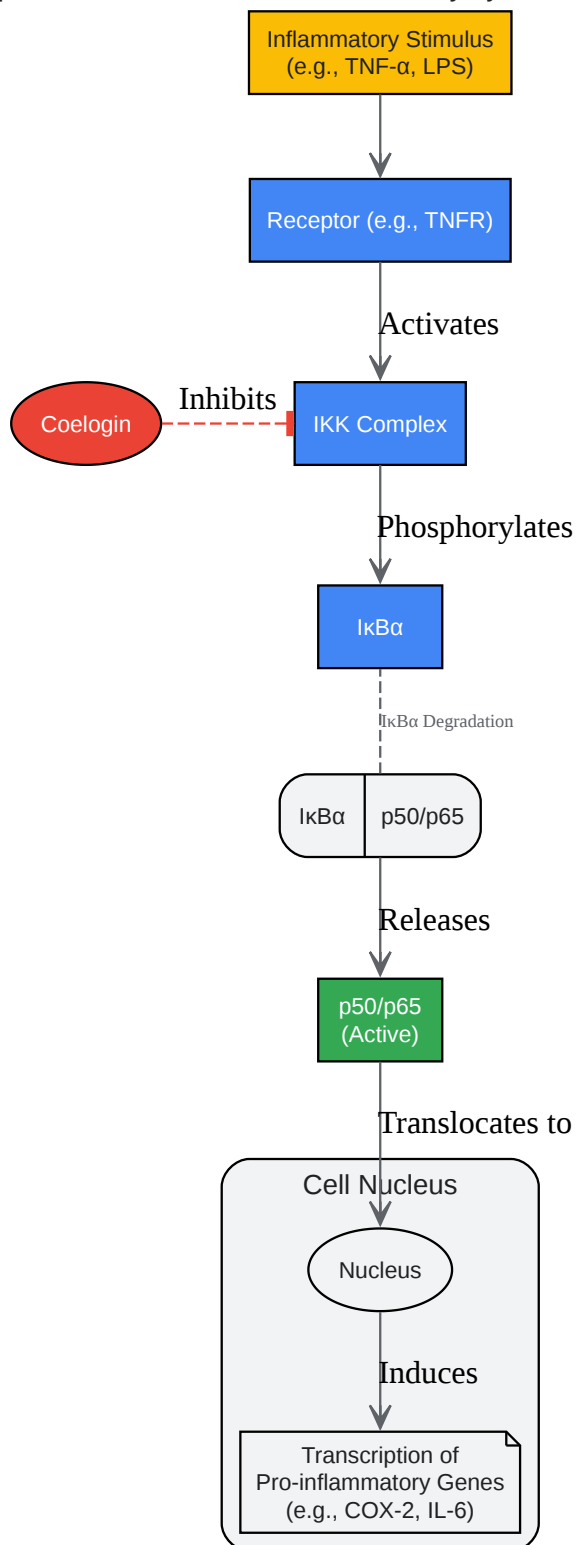 Inflammatory Stimulus
(e.g., TNF-α, LPS)
Receptor (e.g., TNFR)
Activates
Inhibits
Coelogin
IKK Complex
Phosphorylates
IκBα
IκBα Degradation
IκBα
p50/p65
Releases
p50/p65
(Active)
Translocates to
Cell Nucleus
Nucleus
Induces
Transcription of
Pro-inflammatory Genes
(e.g., COX-2, IL-6)